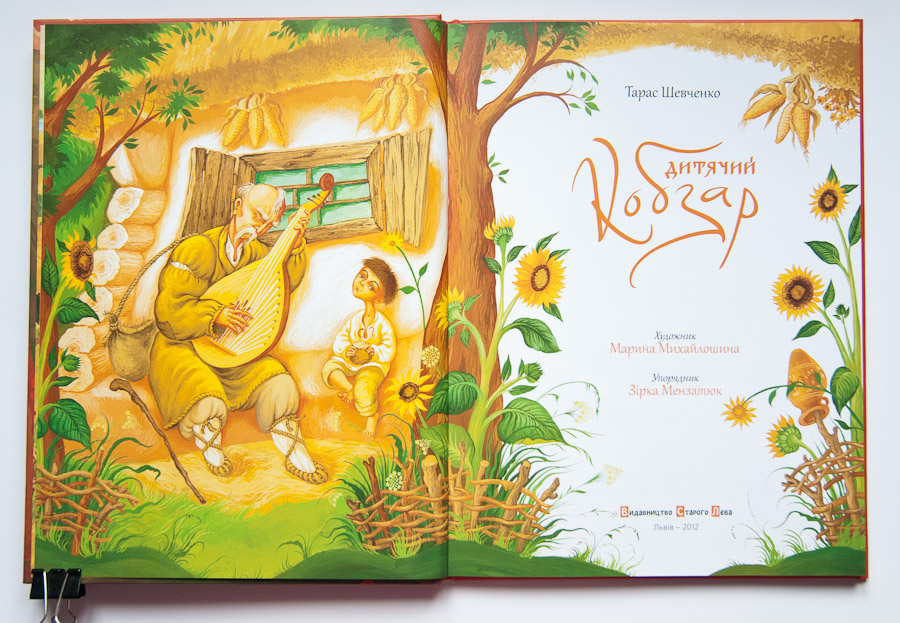 Тарас Шевченко
дитячий
Кобзар
Художник
Марина Михайлошина
Упорядник
Зірка Мензатюк
Видавництво Старого Лева
Львів – 2012